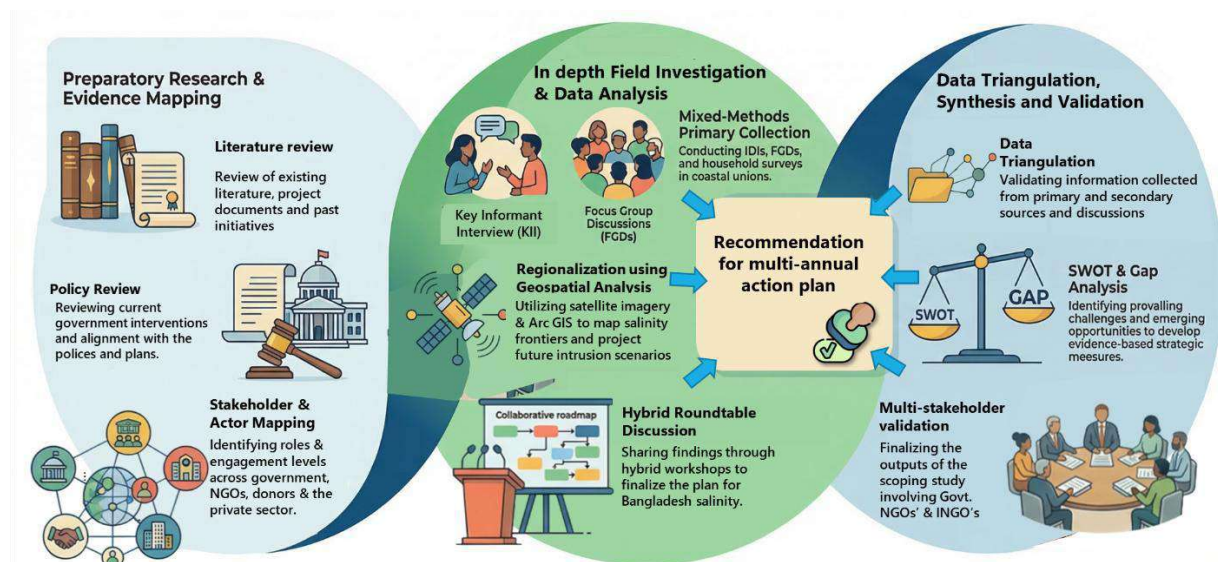 Preparatory Research &
Evidence Mapping
Literature review
Review of existing
literature, project
documents and past
initiatives
Policy Review
Reviewing current
government interventions
and alignment with the
polices and plans.
Stakeholder &
Actor Mapping
Identifying roles &
engagement levels
across government,
NGOs, donors & the
private sector.
In depth Field Investigation
& Data Analysis
Key Informant
Interview (KII)
Focus Group
Discussions
(FGDs)
Mixed-Methods
Primary Collection
Conducting IDIs, FGDs,
and household surveys
in coastal unions.
Regionalization using
Geospatial Analysis
Utilizing satellite imagery
& Arc GIS to map salinity
frontiers and project
future intrusion scenarios
Collaborative roadmap
Hybrid Roundtable
Discussion
Sharing findings through
hybrid workshops to
finalize the plan for
Bangladesh salinity.
Recommendation
for multi-annual
action plan
Data Triangulation,
Synthesis and Validation
Data
Triangulation
Validating information collected
from primary and secondary
sources and discussions
SWOT
GAP
SWOT & Gap
Analysis
Identifying provalling
challenges and emerging
opportunities to develop
evidence-based strategic
meesures.
Multi-stakeholder
validation
Finalizing the
outputs of the
scoping study
involving Govt.
NGOs' & INGO's